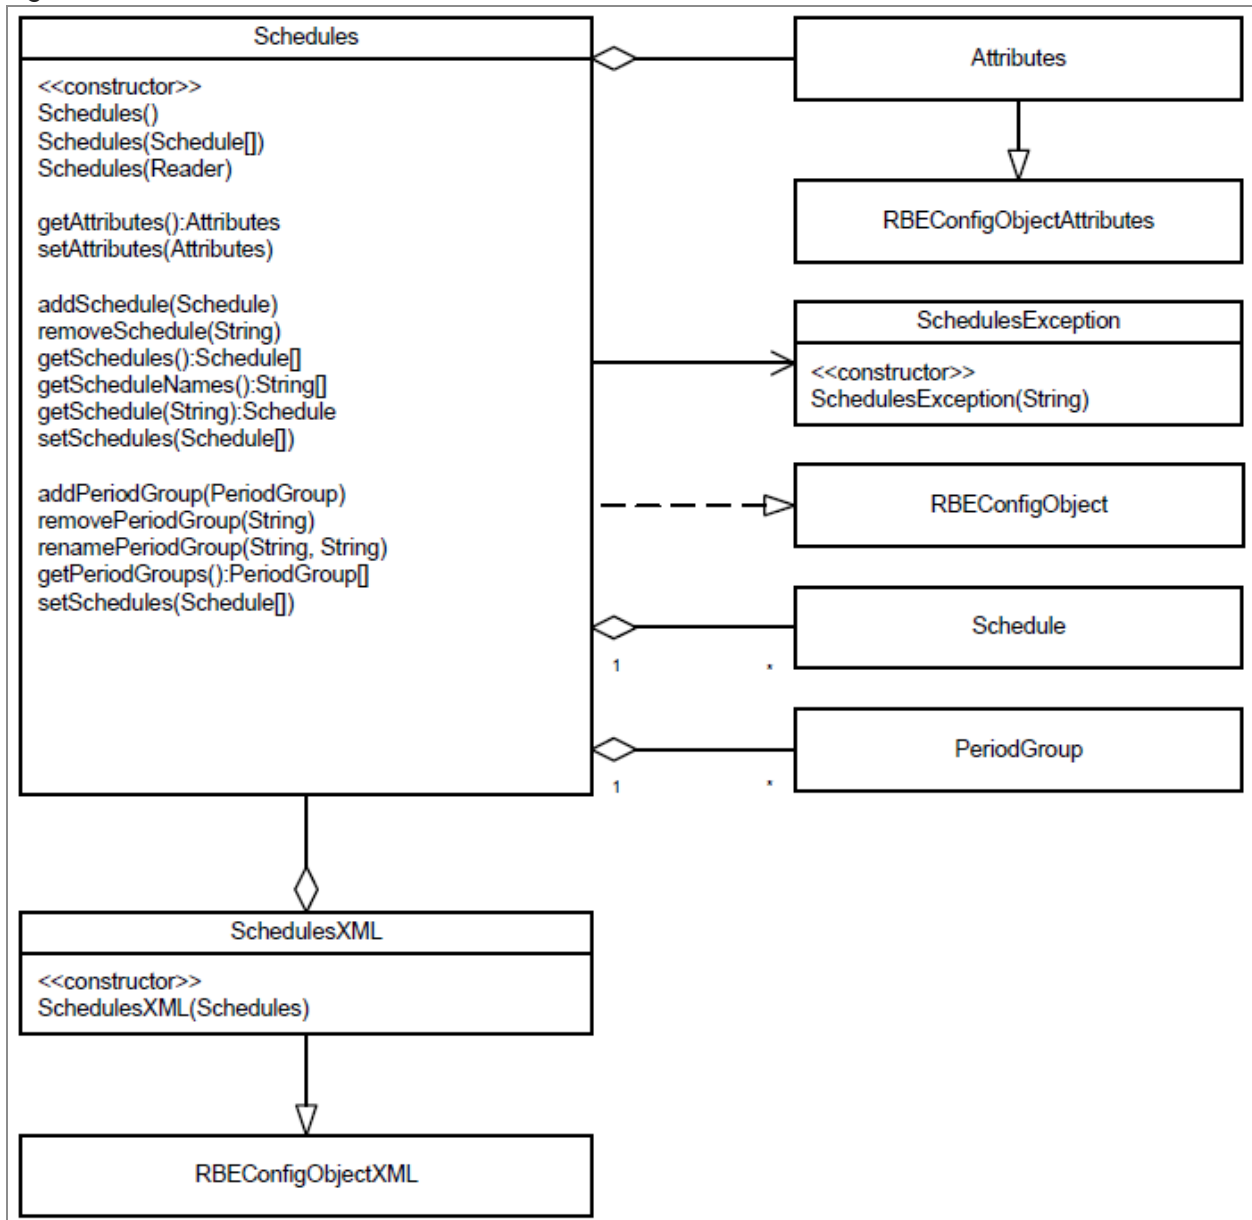 Schedules
<<constructor>>
Schedules()
Schedules(Schedule[])
Schedules(Reader)
getAttributes():Attributes
setAttributes(Attributes)
addSchedule(Schedule)
removeSchedule(String)
getSchedules():Schedule[]
getScheduleNames():String[]
getSchedule(String):Schedule
setSchedules(Schedule[])
addPeriodGroup(PeriodGroup)
removePeriodGroup(String)
renamePeriodGroup(String, String)
getPeriodGroups():PeriodGroup[]
setSchedules(Schedule[])
Attributes
RBEConfigObjectAttributes
SchedulesException
<<constructor>>
SchedulesException(String)
RBEConfigObject
Schedule
1 *
PeriodGroup
1 *
SchedulesXML
<<constructor>>
SchedulesXML(Schedules)
RBEConfigObjectXML